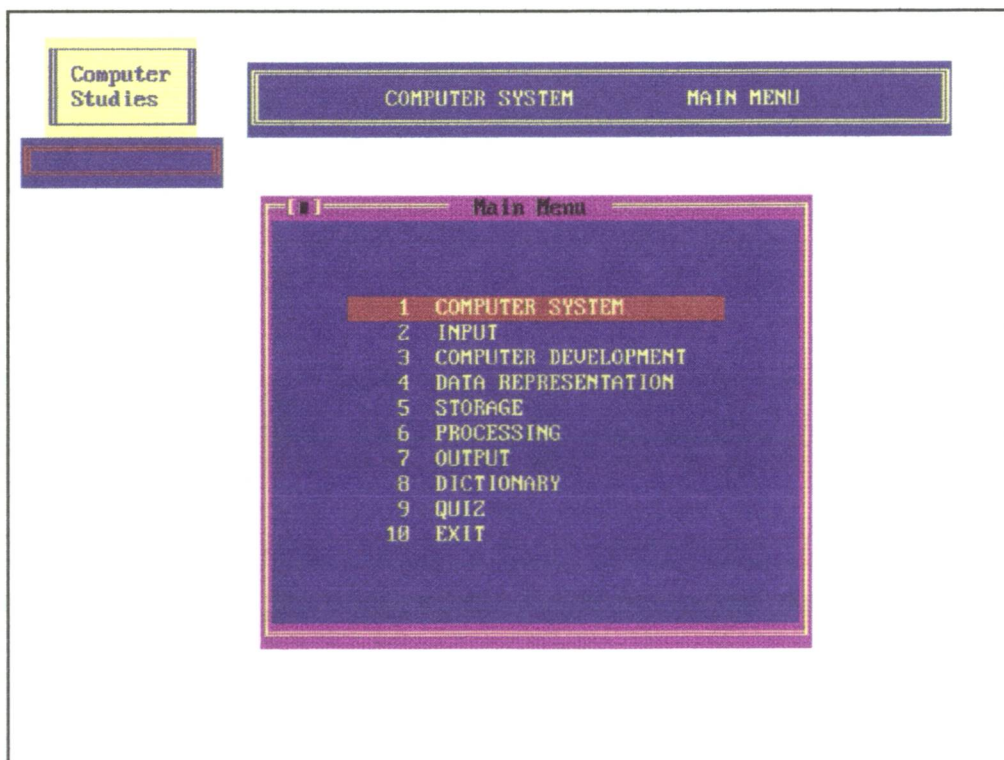 Computer
Studies
COMPUTER SYSTEM MAIN MENU
[■] Main Menu
1 COMPUTER SYSTEM
2 INPUT
3 COMPUTER DEVELOPMENT
4 DATA REPRESENTATION
5 STORAGE
6 PROCESSING
7 OUTPUT
8 DICTIONARY
9 QUIZ
10 EXIT